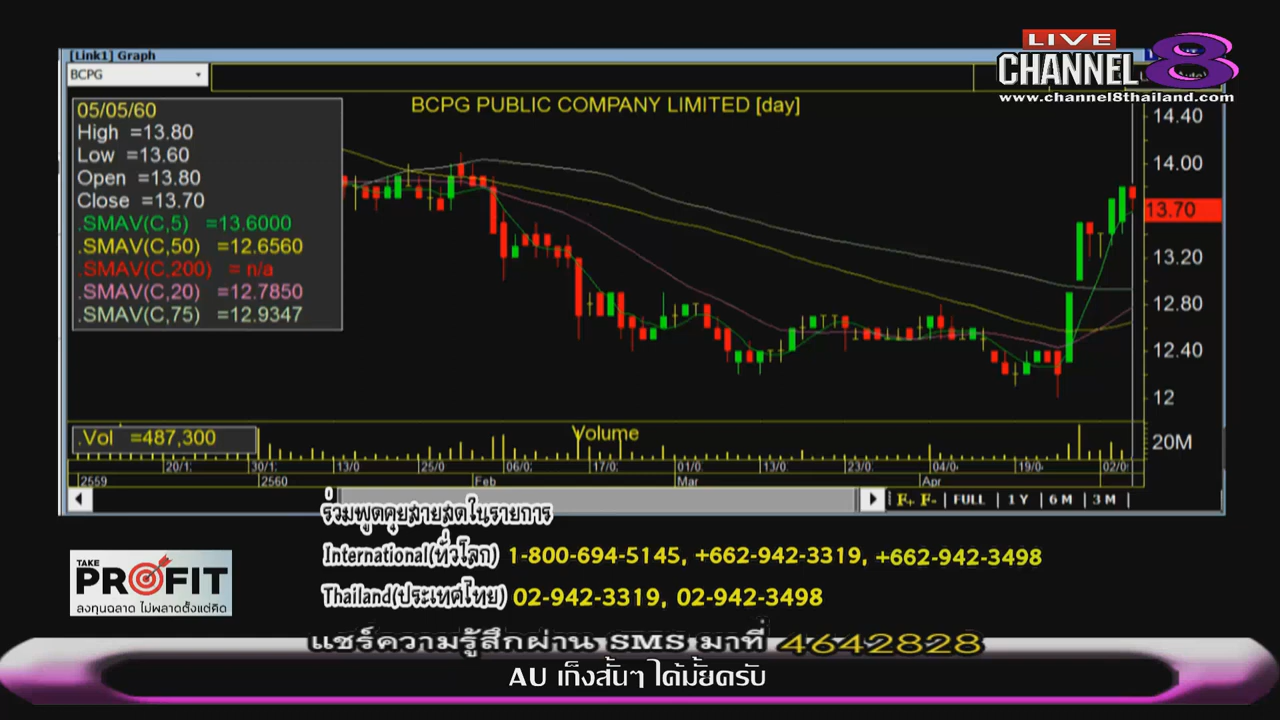 [Link1] Graph
BCPG
LIVE
CHANNEL 8
www.channel8thailand.com
BCPG PUBLIC COMPANY LIMITED [day]
05/05/60
High =13.80
Low =13.60
Open =13.80
Close =13.70
.SMAV(C,5) =13.6000
.SMAV(C,50) =12.6560
.SMAV(C,200) = n/a
.SMAV(C,20) =12.7850
.SMAV(C,75) =12.9347
14.40
14.00
13.70
13.20
12.80
12.40
12
.Vol =487,300
Volume
20M
20/1: 30/1: 13/0 25/0 06/0: 17/0: 01/0: 13/0: 23/0: 04/0 19/0 02/0
2559 2560 Feb Mar Apr
F+ F- FULL 1 Y 6 M 3 M
0
ร่วมพูดคุยสายสดในรายการ
International(ทั่วโลก) 1-800-694-5145, +662-942-3319, +662-942-3498
Thailand(ประเทศไทย) 02-942-3319, 02-942-3498
TAKE
PROFIT
ลงทุนฉลาด ไม่พลาดตั้งแต่คิด
แชร์ความรู้สึกผ่าน SMS มาที่ 4642828
AU เก็งสั้นๆ ได้มั้ยครับ